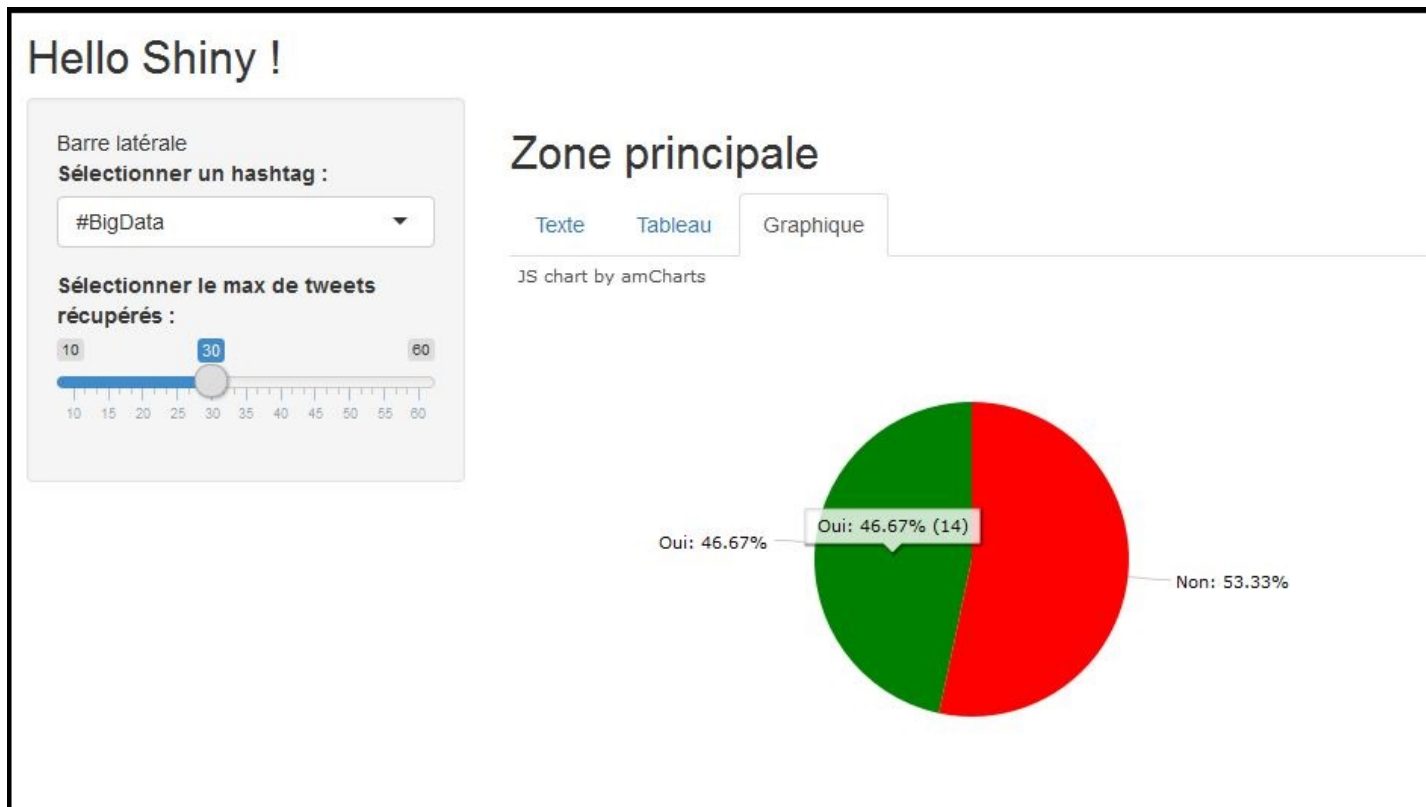 Hello Shiny !
Barre latérale
Sélectionner un hashtag :
#BigData
Sélectionner le max de tweets
récupérés :
10 30 60
10 15 20 25 30 35 40 45 50 55 60
Zone principale
Texte Tableau Graphique
JS chart by amCharts
Oui: 46.67%
Oui: 46.67% (14)
Non: 53.33%